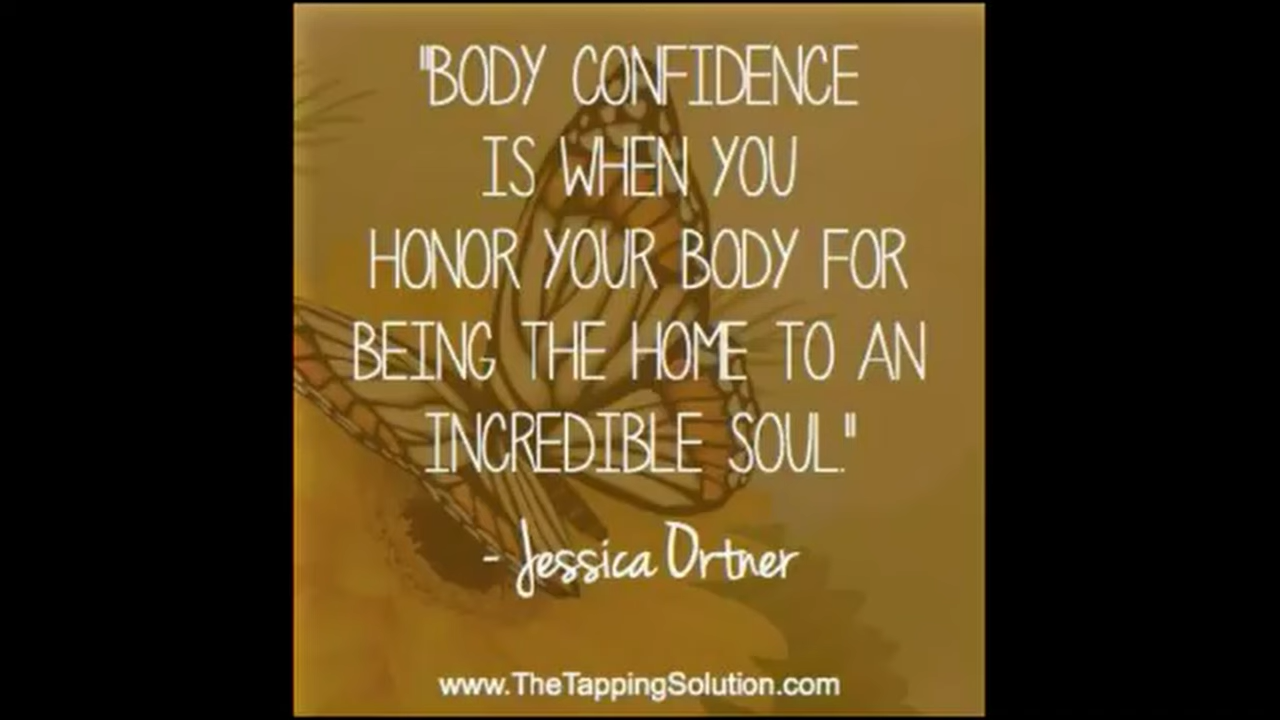 "BODY CONFIDENCE
IS WHEN YOU
HONOR YOUR BODY FOR
BEING THE HOME TO AN
INCREDIBLE SOUL."
- Jessica Ortner
www.TheTappingSolution.com